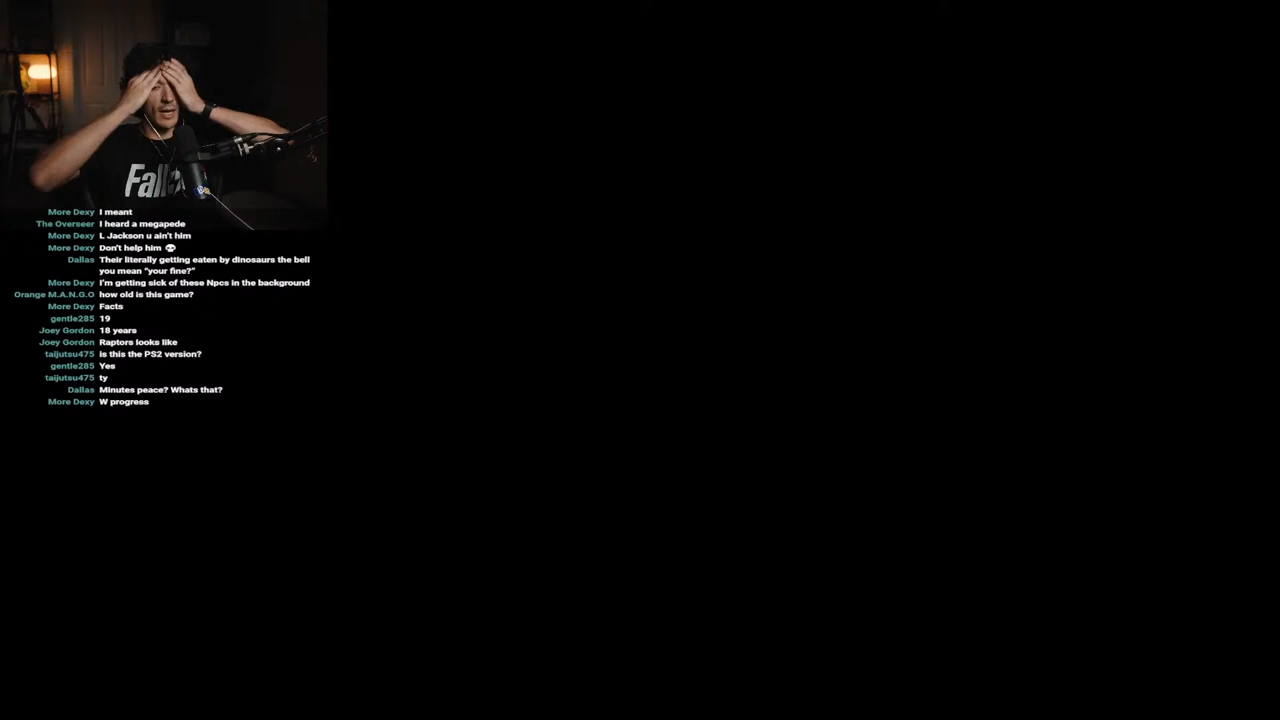 Fall
More Dexy I meant
The Overseer I heard a megapede
More Dexy L Jackson u ain't him
More Dexy Don't help him 💀
Dallas Their literally getting eaten by dinosaurs the bell
you mean “your fine?”
More Dexy I'm getting sick of these Npcs in the background
Orange M.A.N.G.O how old is this game?
More Dexy Facts
gentle285 19
Joey Gordon 18 years
Joey Gordon Raptors looks like
taijutsu475 is this the PS2 version?
gentle285 Yes
taijutsu475 ty
Dallas Minutes peace? Whats that?
More Dexy W progress